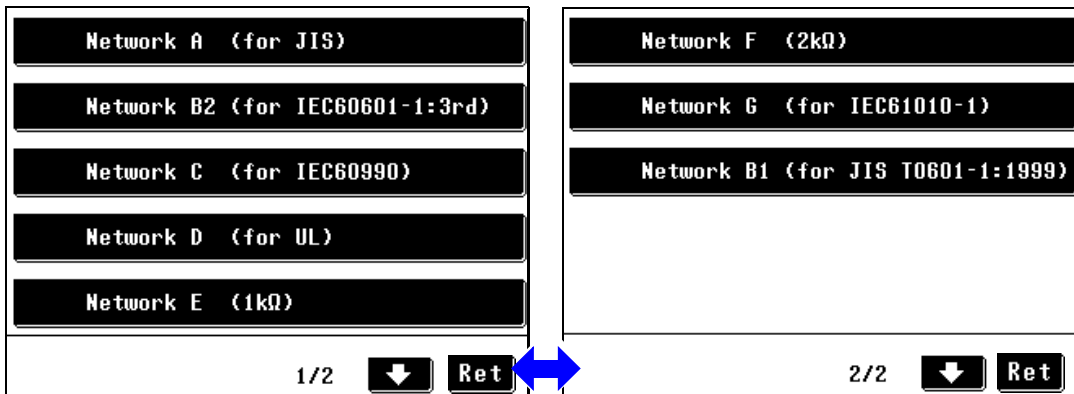 Network A (for JIS)
Network B2 (for IEC60601-1:3rd)
Network C (for IEC60990)
Network D (for UL)
Network E (1kΩ)
1/2 Ret
Network F (2kΩ)
Network G (for IEC61010-1)
Network B1 (for JIS T0601-1:1999)
2/2 Ret